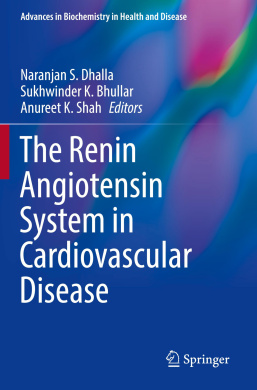 Advances in Biochemistry in Health and Disease
Naranjan S. Dhalla
Sukhwinder K. Bhullar
Anureet K. Shah Editors
The Renin
Angiotensin
System in
Cardiovascular
Disease
Springer